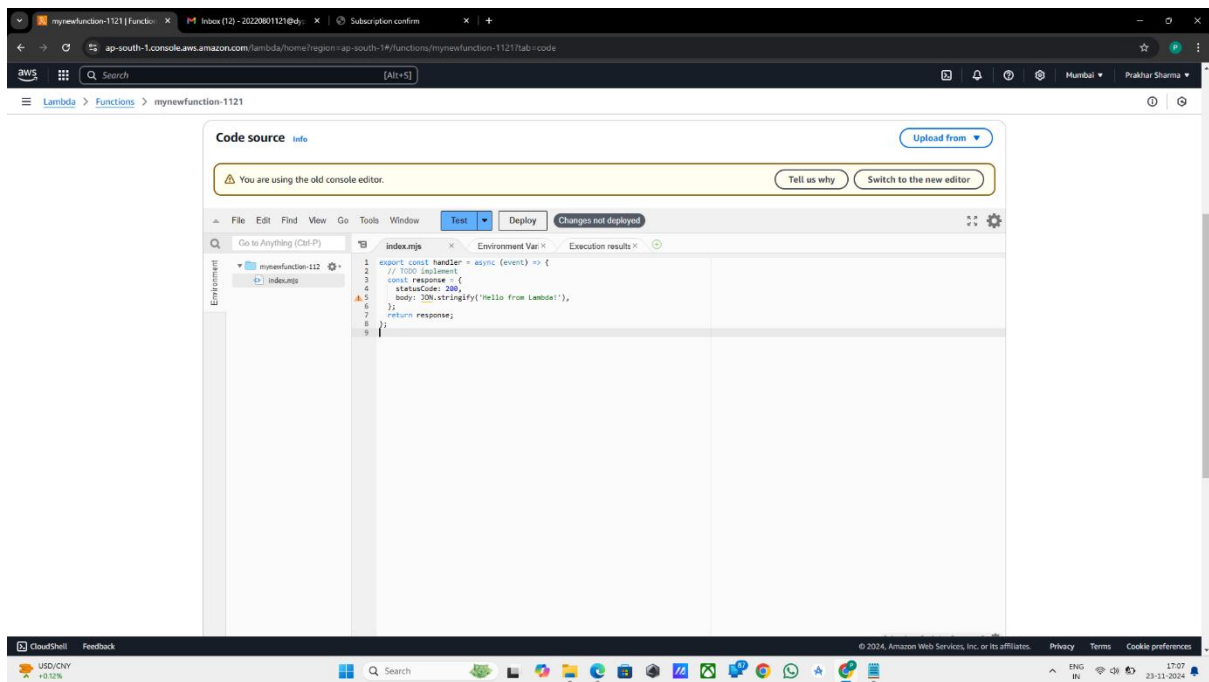 mynewfunction-1121 | Function
Inbox (12) - 20220801121@dy
Subscription confirm
ap-south-1.console.aws.amazon.com/lambda/home?region=ap-south-1#/functions/mynewfunction-1121?tab=code
aws
Search
[Alt+S]
Mumbai
Prakhar Sharma
Lambda > Functions > mynewfunction-1121
Code source Info
Upload from
You are using the old console editor.
Tell us why
Switch to the new editor
File Edit Find View Go Tools Window
Test
Deploy
Changes not deployed
Go to Anything (Ctrl-P)
index.mjs
Environment Vari
Execution results
Environment
mynewfunction-112
index.mjs
1 export const handler = async (event) => {
2 // TODO implement
3 const response = {
4 statusCode: 200,
5 body: JON.stringify('Hello from Lambda!'),
6 };
7 return response;
8 };
9
CloudShell Feedback
© 2024, Amazon Web Services, Inc. or its affiliates. Privacy Terms Cookie preferences
USD/CNY
+0.12%
Search
ENG
IN
17:07
23-11-2024